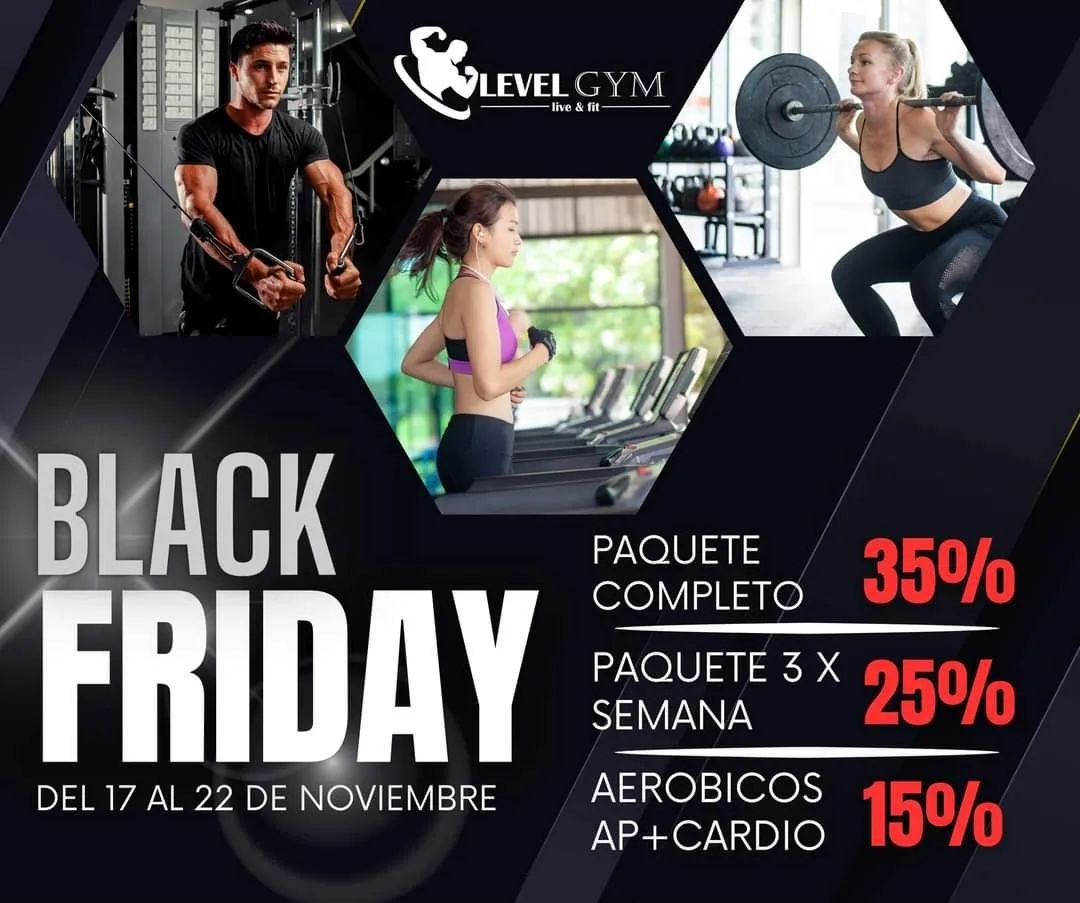 LEVEL GYM
live & fit
BLACK
FRIDAY
DEL 17 AL 22 DE NOVIEMBRE
PAQUETE
COMPLETO
35%
PAQUETE 3 X
SEMANA
25%
AEROBICOS
AP+CARDIO
15%